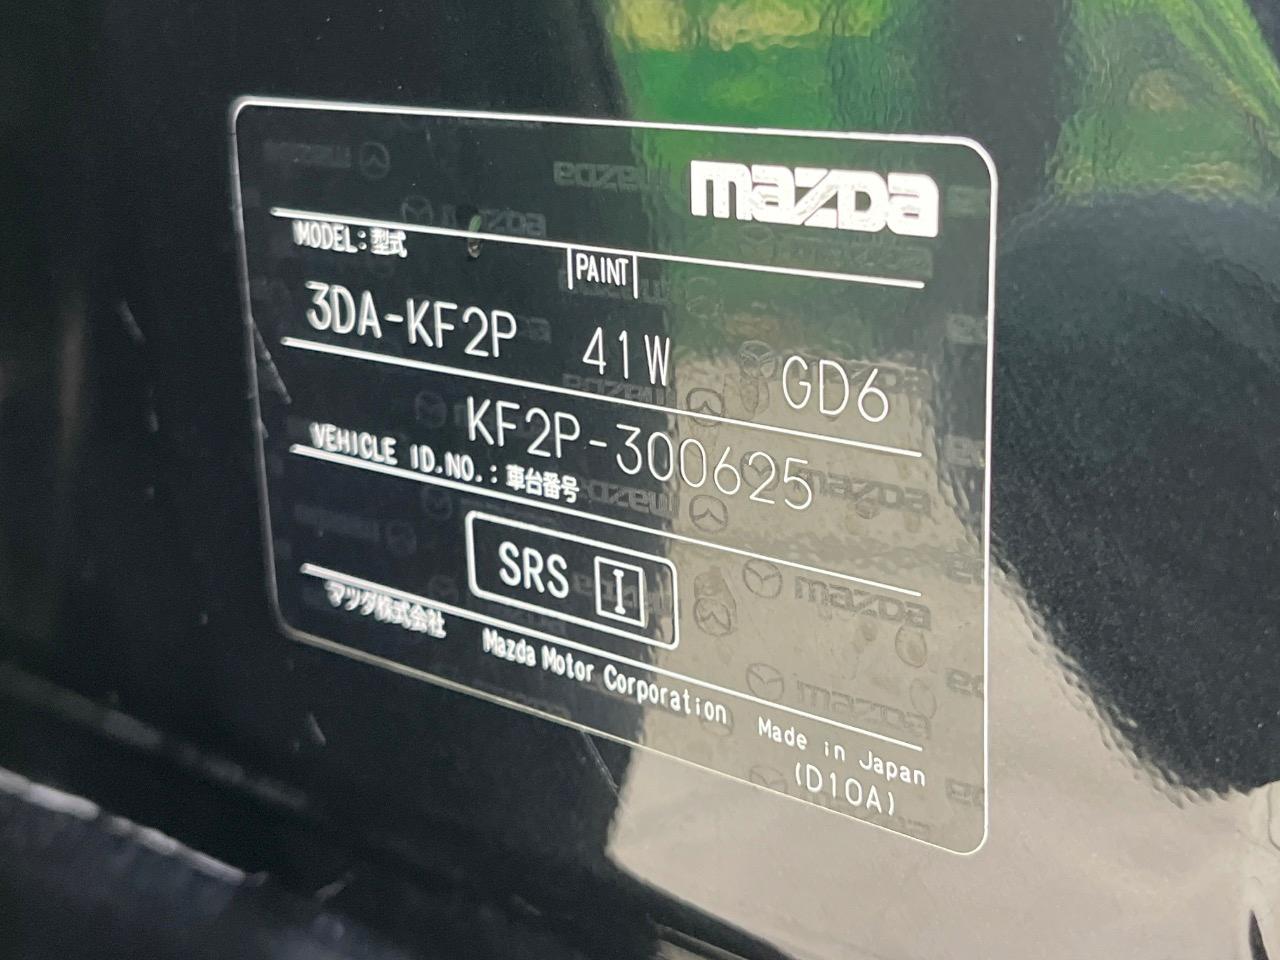 mazda
MODEL:型式
PAINT
3DA-KF2P 41W GD6
KF2P-300625
VEHICLE ID.NO.:車台番号
SRS I
マツダ株式会社 Mazda Motor Corporation Made in Japan
(D10A)